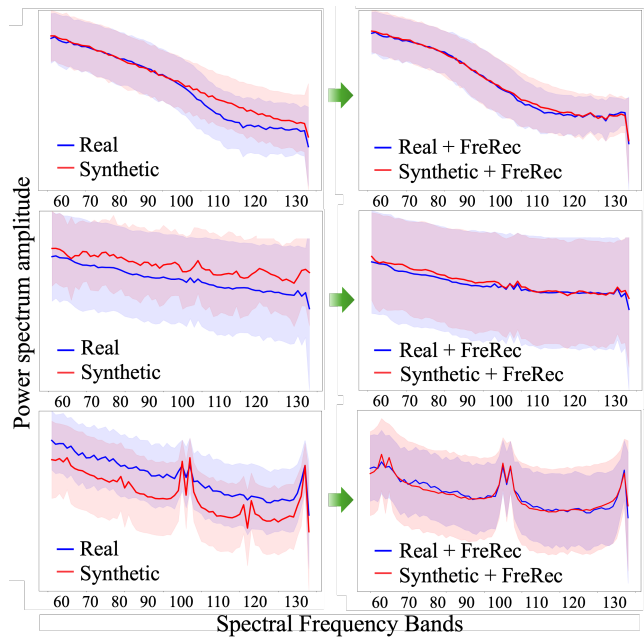 Power spectrum amplitude
Real
Synthetic
60 70 80 90 100 110 120 130
Real + FreRec
Synthetic + FreRec
60 70 80 90 100 110 120 130
Real
Synthetic
60 70 80 90 100 110 120 130
Real + FreRec
Synthetic + FreRec
60 70 80 90 100 110 120 130
Real
Synthetic
60 70 80 90 100 110 120 130
Real + FreRec
Synthetic + FreRec
60 70 80 90 100 110 120 130
Spectral Frequency Bands